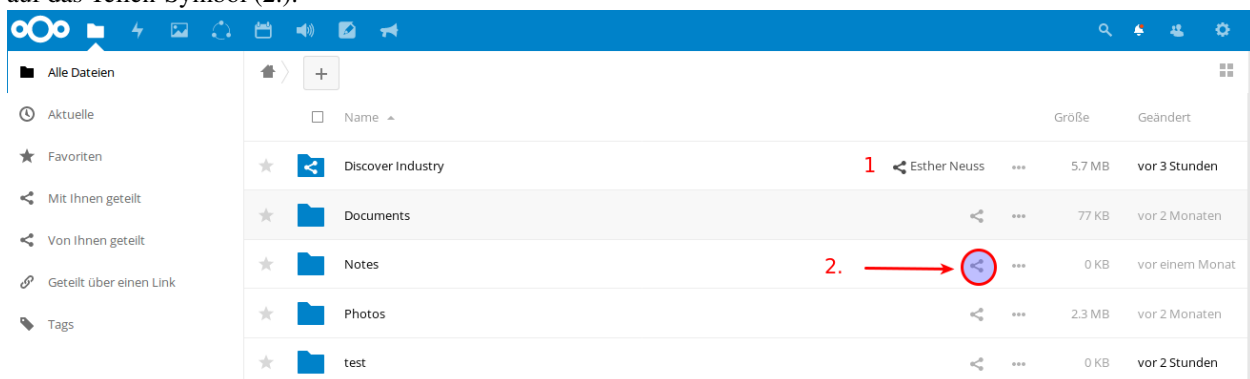 auf das Teilen-Symbol (2.).
Alle Dateien
+
Aktuelle
Name
Größe
Geändert
Favoriten
Discover Industry
1
Esther Neuss
5.7 MB
vor 3 Stunden
Mit Ihnen geteilt
Documents
77 KB
vor 2 Monaten
Von Ihnen geteilt
Notes
2.
0 KB
vor einem Monat
Geteilt über einen Link
Photos
2.3 MB
vor 2 Monaten
Tags
test
0 KB
vor 2 Stunden